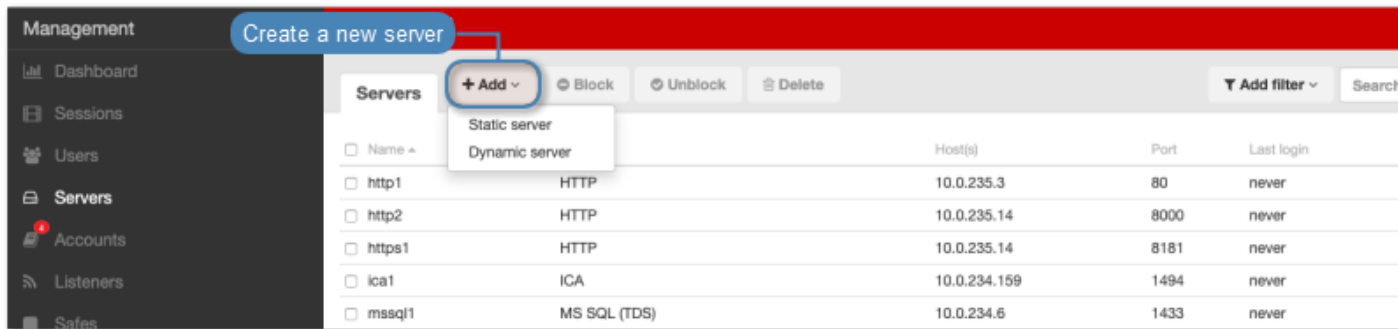 Management
Create a new server
Dashboard
Sessions
Users
Servers
Accounts
4
Listeners
Safes
Servers
+ Add
Block
Unblock
Delete
Add filter
Search
Static server
Dynamic server
Name Host(s) Port Last login
http1 HTTP 10.0.235.3 80 never
http2 HTTP 10.0.235.14 8000 never
https1 HTTP 10.0.235.14 8181 never
ica1 ICA 10.0.234.159 1494 never
mssql1 MS SQL (TDS) 10.0.234.6 1433 never